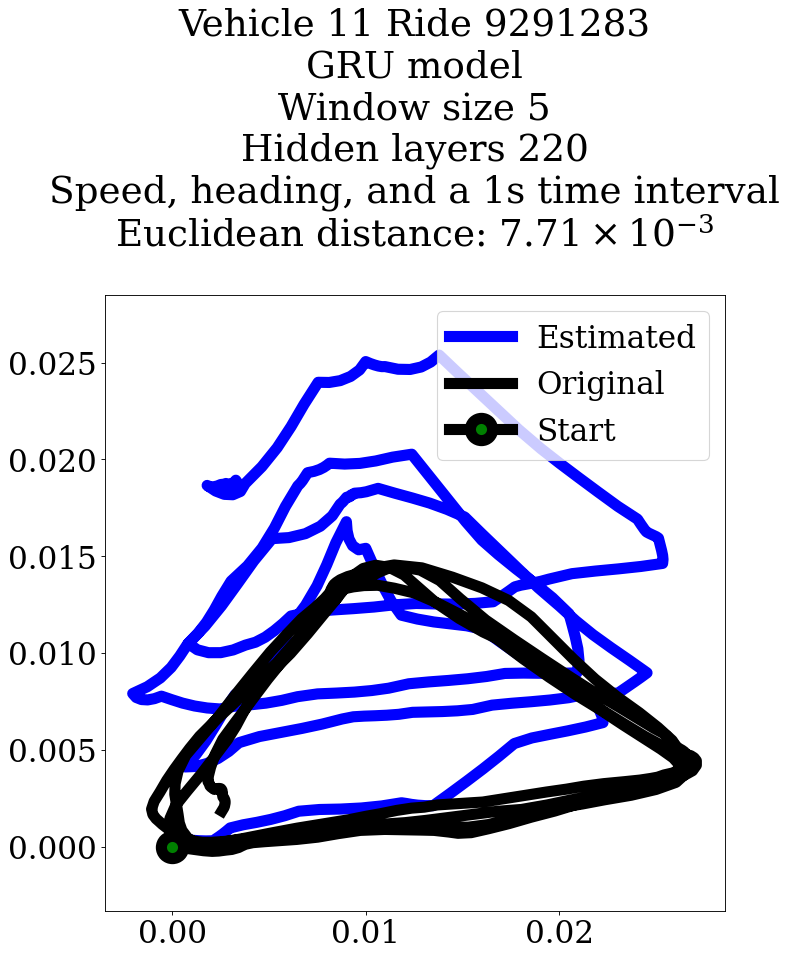 Vehicle 11 Ride 9291283
GRU model
Window size 5
Hidden layers 220
Speed, heading, and a 1s time interval
Euclidean distance: 7.71 × 10⁻³
Estimated
Original
Start
0.025
0.020
0.015
0.010
0.005
0.000
0.00 0.01 0.02